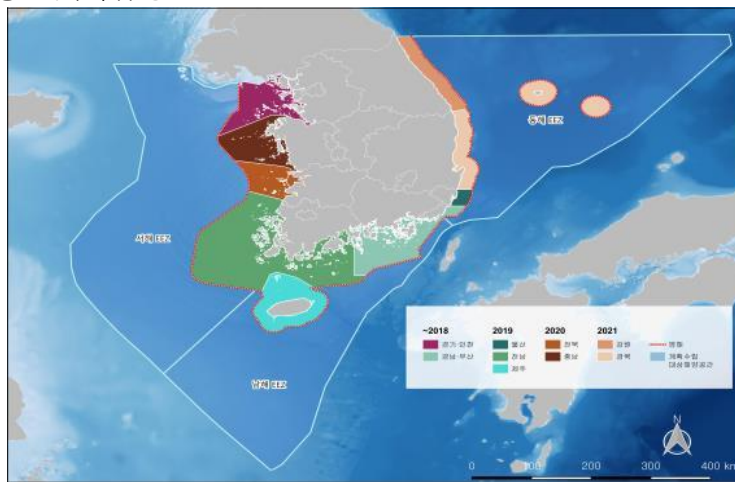 동해 EEZ
서해 EEZ
남해 EEZ
~2018 2019 2020 2021
경기·인천 울산 전북 강원 영해
경남·부산 전남 충남 경북 계획수립
제주 대상해양공간
N
0 100 200 300 400 km